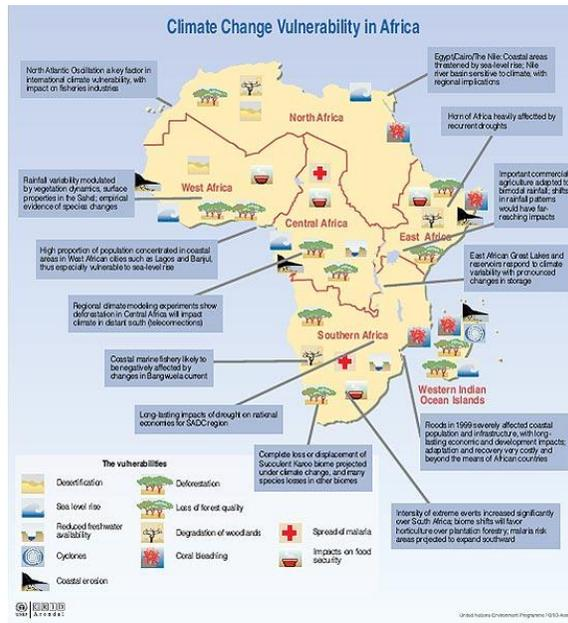 Climate Change Vulnerability in Africa
North Atlantic Oscillation a key factor in
international climate vulnerability, with
impact on fisheries industries
Egypt/Cairo/The Nile: Coastal areas
threatened by sea-level rise; Nile
river basin sensitive to climate, with
regional implications
North Africa
Horn of Africa heavily affectted by
recurrent droughts
Rainfall variability modulated
by vegetation dynamics, surface
properties in the Sahel; empirical
evidence of species changes
West Africa
Important commercial
agriculture adapted to
bimodal rainfall; shifts
in rainfall patterns
would have far-
reaching impacts
Central Africa
East Africa
High proportion of population concentrated in coastal
areas in West African cities such as Lagos and Banjul,
thus especially vulnerable to sea-level rise
East African Great Lakes and
reservoirs respond to climate
variability with pronounced
changes in storage
Regional climate modeling experiments show
deforestation in Central Africa will impact
climate in distant south (teleconnections)
Southern Africa
Coastal marine fishery likely to
be negatively affected by
changes in Bangwuela current
Western Indian
Ocean Islands
Long-lasting impacts of drought on national
economies for SADC region
Floods in 1999 severely affected coastal
population and infrastructure, with long-
lasting economic and development impacts;
adaptation and recovery very costly and
beyond the means of African countries
Complete loss or displacement of
Succulent Karoo biome projected
under climate change, and many
species losses in other biomes
Intensity of extreme events increased significantly
over South Africa; biome shifts will favor
horticulture over plantation forestry; malaria risk
areas projected to expand southward
The vulnerabilities
Desertification
Sea level rise
Reduced freshwater
availability
Cyclones
Coastal erosion
Deforestation
Loss of forest quality
Degradation of woodlands
Coral bleaching
Spread of malaria
Impacts on food
security
UNEP
GRID
Arendal
United Nations Environment Programme / GRID-Arendal